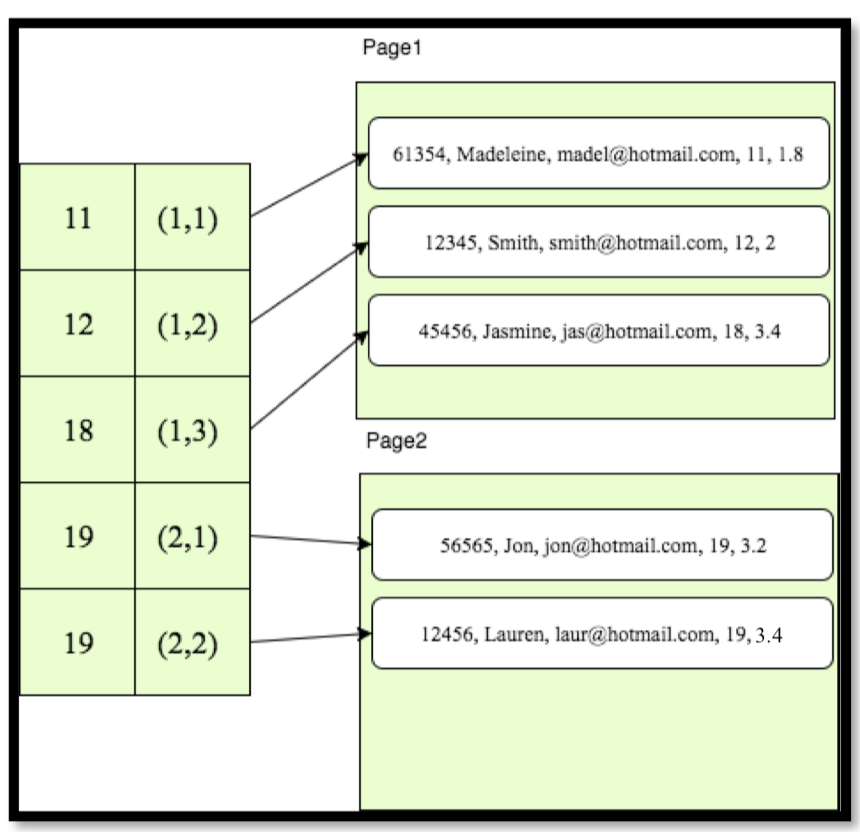 Page1
61354, Madeleine, madel@hotmail.com, 11, 1.8
12345, Smith, smith@hotmail.com, 12, 2
45456, Jasmine, jas@hotmail.com, 18, 3.4
11 (1,1)
12 (1,2)
18 (1,3)
19 (2,1)
19 (2,2)
Page2
56565, Jon, jon@hotmail.com, 19, 3.2
12456, Lauren, laur@hotmail.com, 19, 3.4